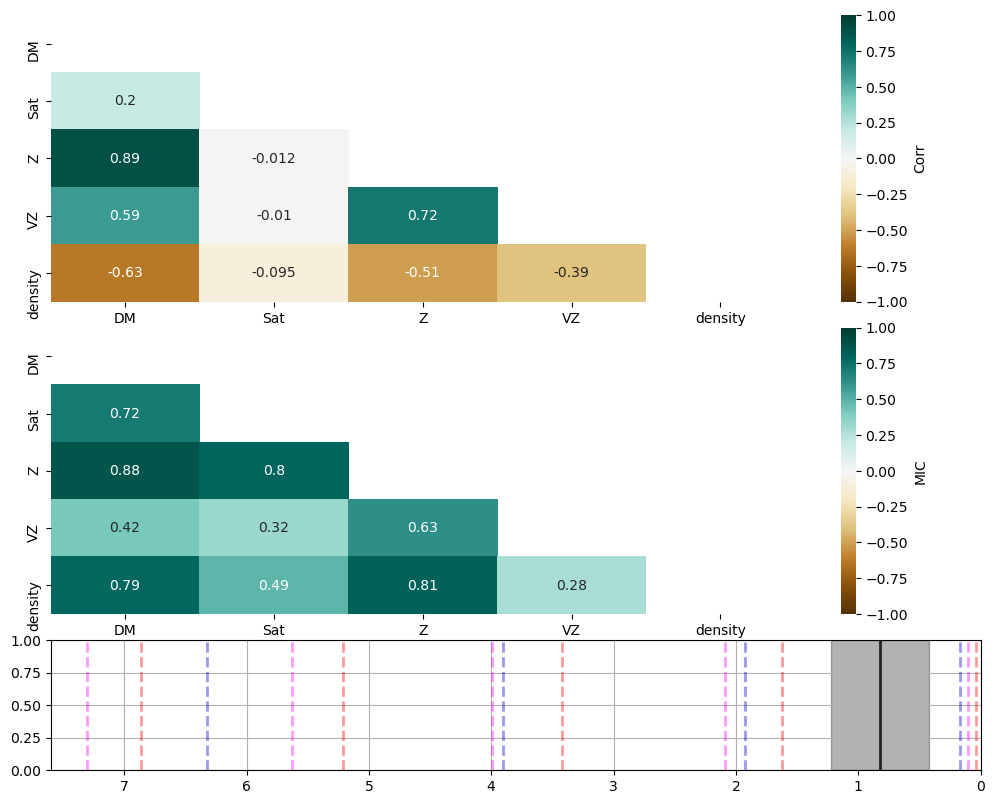 DM
Sat
Z
VZ
density
0.2
0.89 -0.012
0.59 -0.01 0.72
-0.63 -0.095 -0.51 -0.39
DM Sat Z VZ density
1.00
0.75
0.50
0.25
0.00
−0.25
−0.50
−0.75
−1.00
Corr
DM
Sat
Z
VZ
density
0.72
0.88 0.8
0.42 0.32 0.63
0.79 0.49 0.81 0.28
DM Sat Z VZ density
1.00
0.75
0.50
0.25
0.00
−0.25
−0.50
−0.75
−1.00
MIC
1.00
0.75
0.50
0.25
0.00
7 6 5 4 3 2 1 0